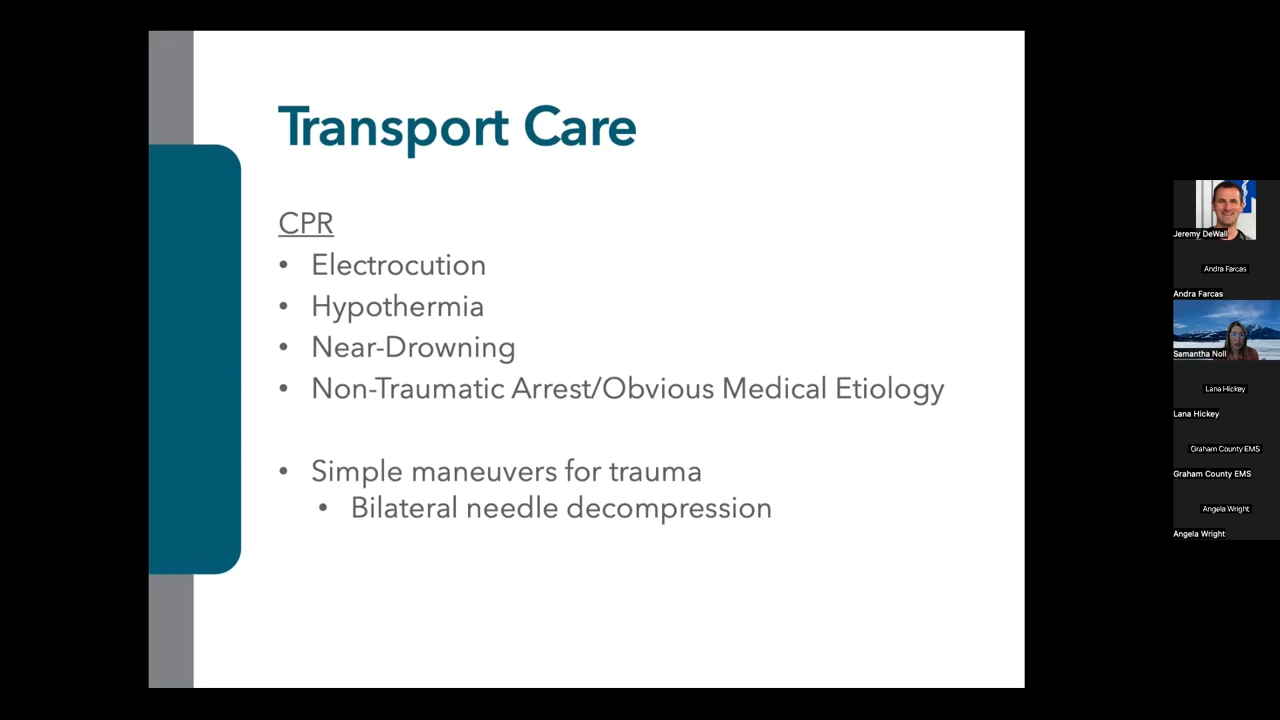 Transport Care
CPR
• Electrocution
• Hypothermia
• Near-Drowning
• Non-Traumatic Arrest/Obvious Medical Etiology
• Simple maneuvers for trauma
• Bilateral needle decompression
Jeremy DeWall
Andra Farcas
Andra Farcas
Samantha Noll
Lana Hickey
Lana Hickey
Graham County EMS
Graham County EMS
Angela Wright
Angela Wright